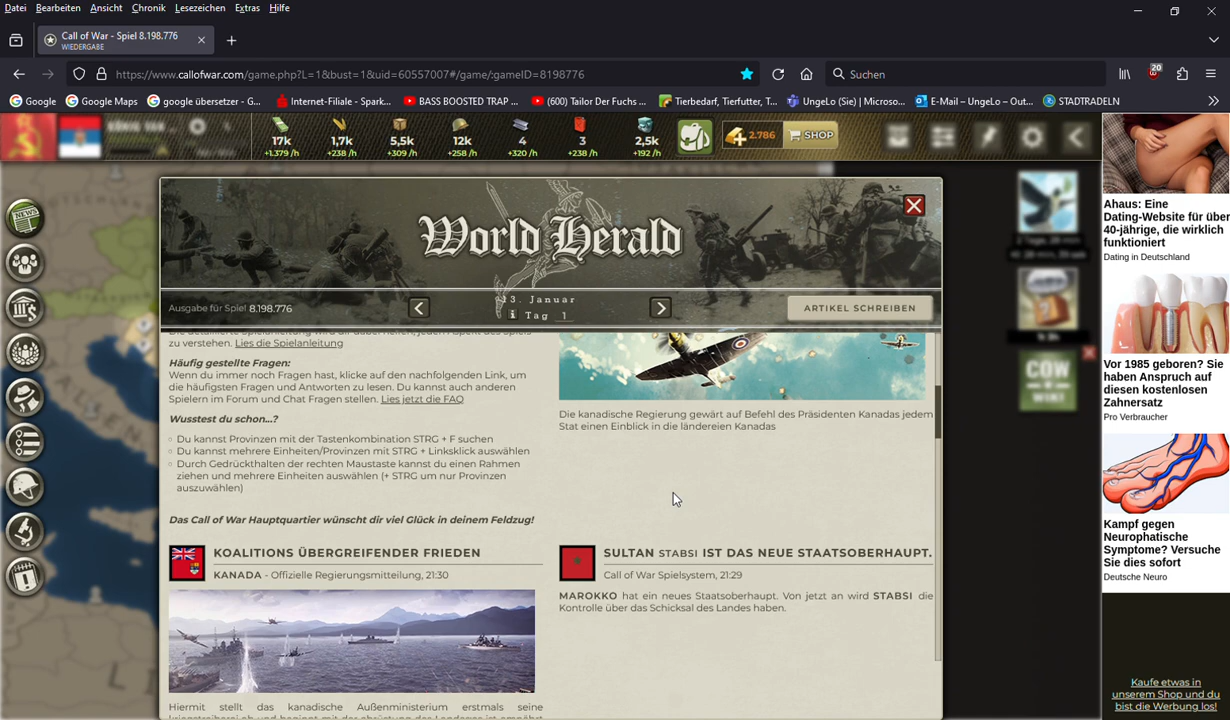 Datei Bearbeiten Ansicht Chronik Lesezeichen Extras Hilfe
Call of War - Spiel 8.198.776
WIEDERGABE
https://www.callofwar.com/game.php?L=1&bust=1&uid=60557007#/game/:gameID=8198776
Suchen
20
Google Google Maps google übersetzer - G... Internet-Filiale - Spark... BASS BOOSTED TRAP ... (600) Tailor Der Fuchs ... Tierbedarf, Tierfutter, T... UngeLo (Sie) | Microso... E-Mail – UngeLo – Out... STADTRADELN
17k 1,7k 5,5k 12k 4 3 2,5k
+1.379 /h +238 /h +309 /h +258 /h +320 /h +238 /h +192 /h
2.786 SHOP
NEWS
World Herald
Ausgabe für Spiel 8.198.776
13. Januar
Tag 1
ARTIKEL SCHREIBEN
zu verstehen. Lies die Spielanleitung
Häufig gestellte Fragen:
Wenn du immer noch Fragen hast, klicke auf den nachfolgenden Link, um
die häufigsten Fragen und Antworten zu lesen. Du kannst auch anderen
Spielern im Forum und Chat Fragen stellen. Lies jetzt die FAQ
Wusstest du schon...?
Du kannst Provinzen mit der Tastenkombination STRG + F suchen
Du kannst mehrere Einheiten/Provinzen mit STRG + Linksklick auswählen
Durch Gedrückthalten der rechten Maustaste kannst du einen Rahmen
ziehen und mehrere Einheiten auswählen (+ STRG um nur Provinzen
auszuwählen)
Das Call of War Hauptquartier wünscht dir viel Glück in deinem Feldzug!
Die kanadische Regierung gewärt auf Befehl des Präsidenten Kanadas jedem
Stat einen Einblick in die ländereien Kanadas
KOALITIONS ÜBERGREIFENDER FRIEDEN
KANADA - Offizielle Regierungsmitteilung, 21:30
Hiermit stellt das kanadische Außenministerium erstmals seine
SULTAN STABSI IST DAS NEUE STAATSOBERHAUPT.
Call of War Spielsystem, 21:29
MAROKKO hat ein neues Staatsoberhaupt. Von jetzt an wird STABSI die
Kontrolle über das Schicksal des Landes haben.
COW
WIKI
Ahaus: Eine
Dating-Website für über
40-jährige, die wirklich
funktioniert
Dating in Deutschland
Vor 1985 geboren? Sie
haben Anspruch auf
diesen kostenlosen
Zahnersatz
Pro Verbraucher
Kampf gegen
Neurophatische
Symptome? Versuche
Sie dies sofort
Deutsche Neuro
Kaufe etwas in
unserem Shop und du
bist die Werbung los!